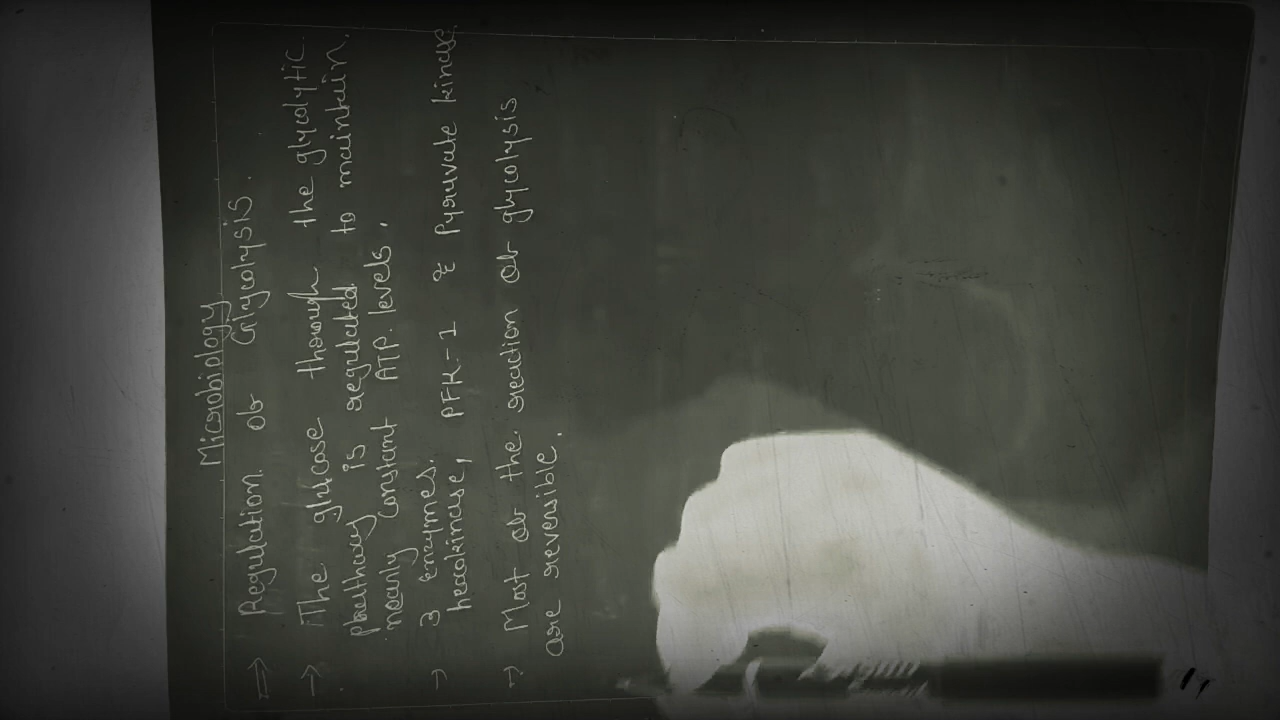 Microbiology
⇒ Regulation of Glycolysis.
→ The glucose thorough the glycolytic
pathway is regulated to maintain
nearly constant ATP levels.
→ 3 enzymes.
hexokinase, PFK-1 & Pyruvate kinase.
→ Most of the reaction of glycolysis
are reversible.